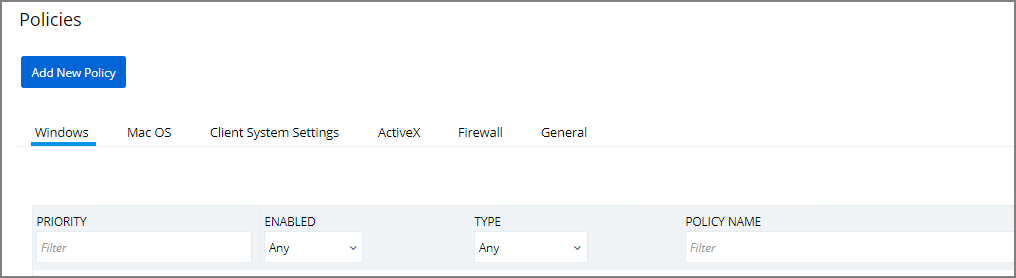 Policies
Add New Policy
Windows Mac OS Client System Settings ActiveX Firewall General
PRIORITY ENABLED TYPE POLICY NAME
Filter Any Any Filter